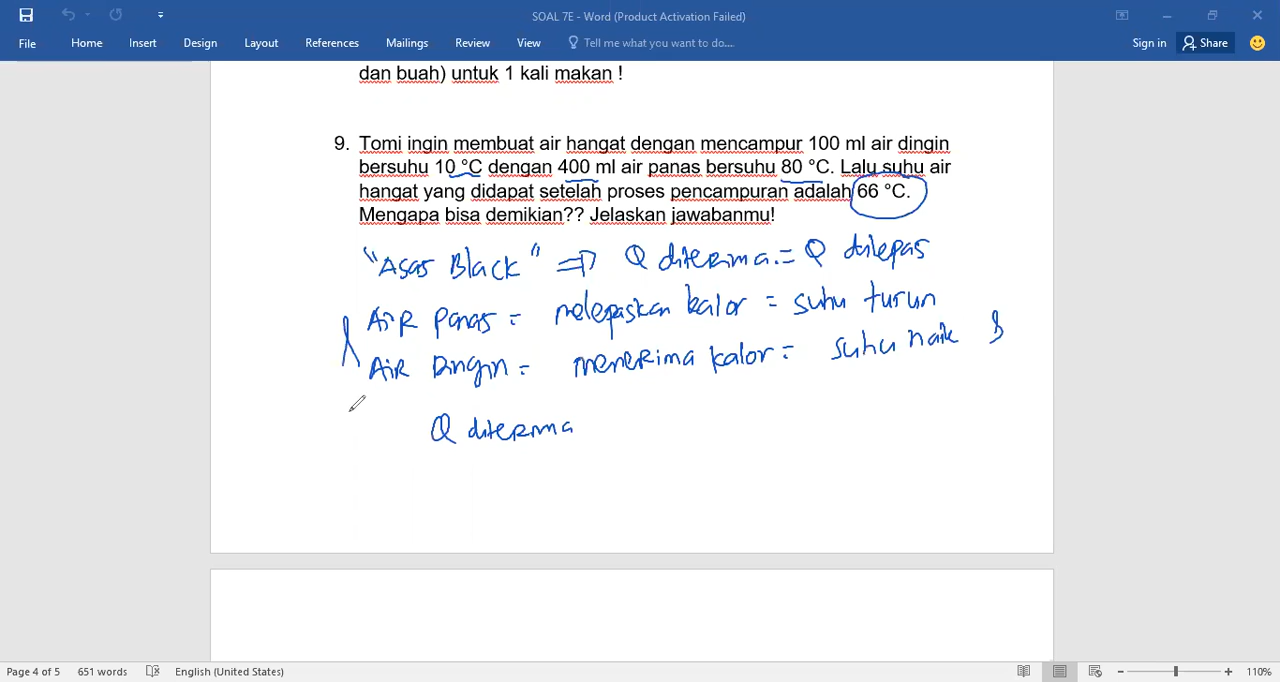 SOAL 7E - Word (Product Activation Failed)
File Home Insert Design Layout References Mailings Review View Tell me what you want to do.... Sign in Share
dan buah) untuk 1 kali makan !
9. Tomi ingin membuat air hangat dengan mencampur 100 ml air dingin
bersuhu 10 °C dengan 400 ml air panas bersuhu 80 °C. Lalu suhu air
hangat yang didapat setelah proses pencampuran adalah 66 °C.
Mengapa bisa demikian?? Jelaskan jawabanmu!
"Asas Black" => Q diterima = Q dilepas
Air panas = melepaskan kalor = suhu turun
Air Dingin = menerima kalor = suhu naik
Q diterima
Page 4 of 5 651 words English (United States) 110%